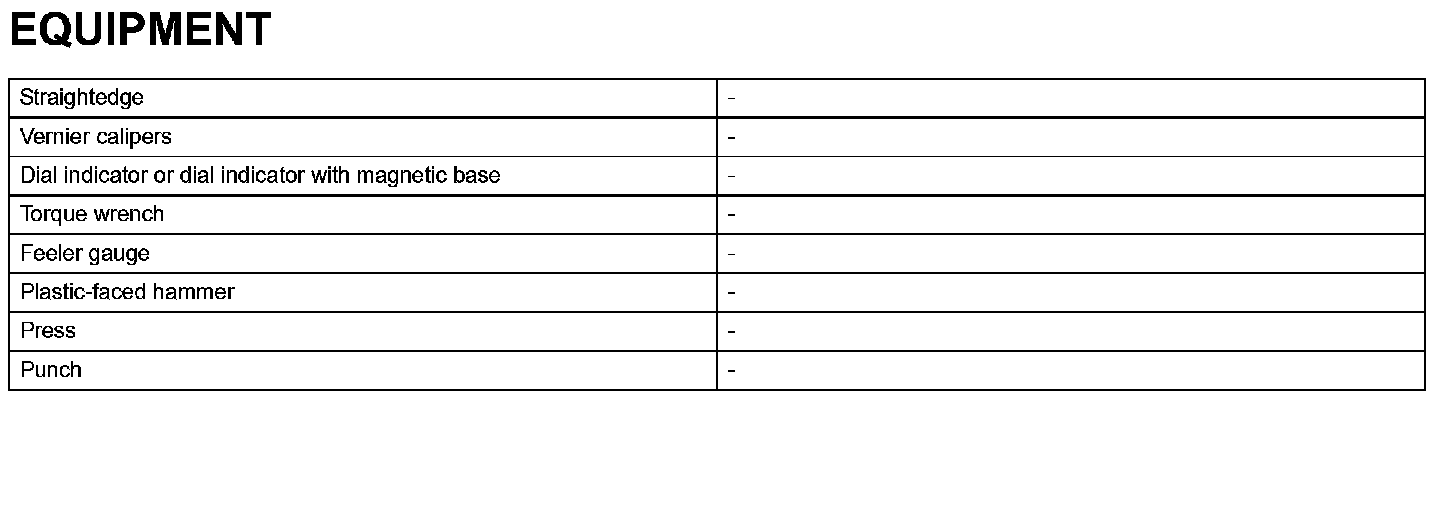 EQUIPMENT
Straightedge -
Vernier calipers -
Dial indicator or dial indicator with magnetic base -
Torque wrench -
Feeler gauge -
Plastic-faced hammer -
Press -
Punch -